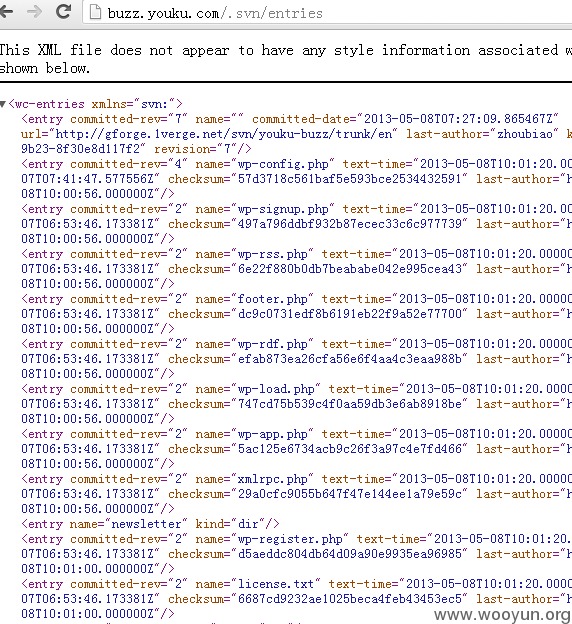 buzz.youku.com/.svn/entries
This XML file does not appear to have any style information associated w
shown below.
▼<wc-entries xmlns="svn:">
<entry committed-rev="7" name="" committed-date="2013-05-08T07:27:09.865467Z"
url="http://gforge.1verge.net/svn/youku-buzz/trunk/en" last-author="zhoubiao" k
9b23-8f30e8d117f2" revision="7"/>
<entry committed-rev="4" name="wp-config.php" text-time="2013-05-08T10:01:20.00
07T07:41:47.577556Z" checksum="57d3718c561baf5e593bce2534432591" last-author="h
08T10:00:56.000000Z"/>
<entry committed-rev="2" name="wp-signup.php" text-time="2013-05-08T10:01:20.00
07T06:53:46.173381Z" checksum="497a796ddbf932b87ecec33c6c977739" last-author="h
08T10:00:56.000000Z"/>
<entry committed-rev="2" name="wp-rss.php" text-time="2013-05-08T10:01:20.00000
07T06:53:46.173381Z" checksum="6e22f880b0db7beababe042e995cea43" last-author="h
08T10:00:56.000000Z"/>
<entry committed-rev="2" name="footer.php" text-time="2013-05-08T10:01:20.00000
07T06:53:46.173381Z" checksum="dc9c0731edf8b6191eb22f9a52e77700" last-author="h
08T10:00:56.000000Z"/>
<entry committed-rev="2" name="wp-rdf.php" text-time="2013-05-08T10:01:20.00000
07T06:53:46.173381Z" checksum="efab873ea26cfa56e6f4aa4c3eaa988b" last-author="h
08T10:00:56.000000Z"/>
<entry committed-rev="2" name="wp-load.php" text-time="2013-05-08T10:01:20.0000
07T06:53:46.173381Z" checksum="747cd75b539c4f0aa59db3e6ab8918be" last-author="h
08T10:00:56.000000Z"/>
<entry committed-rev="2" name="wp-app.php" text-time="2013-05-08T10:01:20.00000
07T06:53:46.173381Z" checksum="5ac125e6734acb9c26f3a97c4e7fd466" last-author="h
08T10:00:56.000000Z"/>
<entry committed-rev="2" name="xmlrpc.php" text-time="2013-05-08T10:01:20.00000
07T06:53:46.173381Z" checksum="29a0cfc9055b647f47e144ee1a79e59c" last-author="h
08T10:00:56.000000Z"/>
<entry name="newsletter" kind="dir"/>
<entry committed-rev="2" name="wp-register.php" text-time="2013-05-08T10:01:20.
07T06:53:46.173381Z" checksum="d5aeddc804db64d09a90e9935ea96985" last-author="h
08T10:01:00.000000Z"/>
<entry committed-rev="2" name="license.txt" text-time="2013-05-08T10:01:20.0000
07T06:53:46.173381Z" checksum="6687cd9232ae1025beca4feb43453ec5" last-author="h
08T10:01:00.000000Z"/>
www.wooyun.org